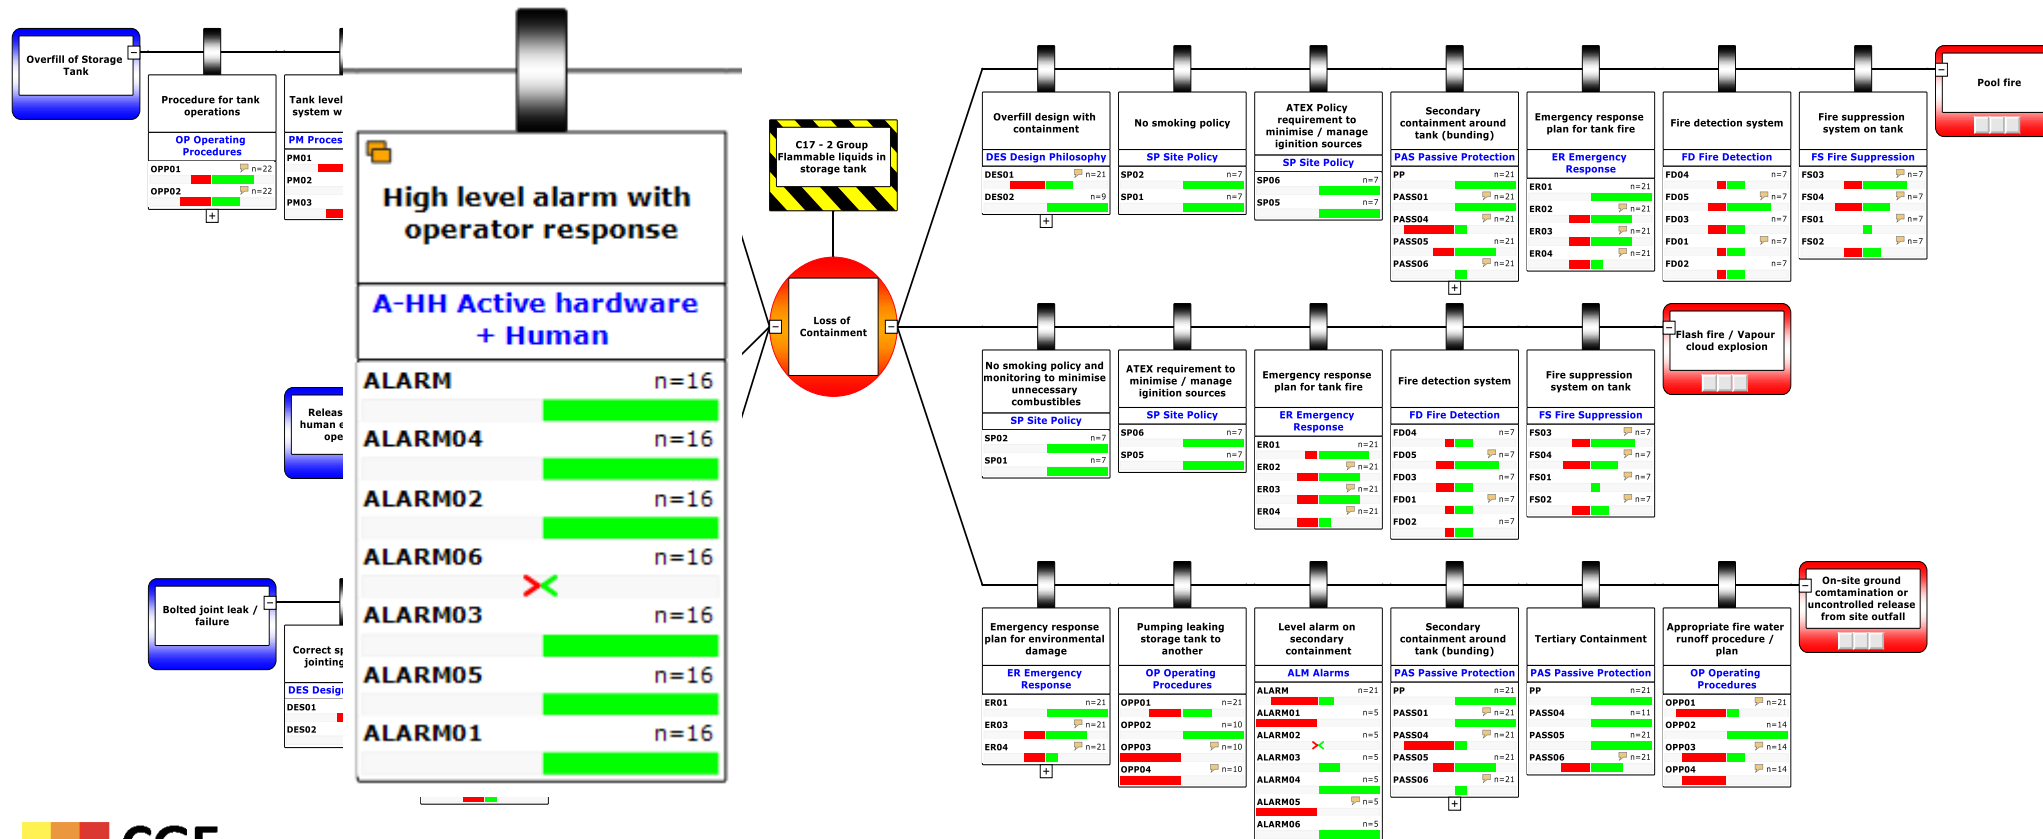 Overfill of Storage
Tank
Procedure for tank
operations
OP Operating
Procedures
OPP01 n=22
OPP02 n=22
Tank level
system w
PM Proces
PM01
PM02
PM03
High level alarm with
operator response
A-HH Active hardware
+ Human
ALARM n=16
ALARM04 n=16
ALARM02 n=16
ALARM06 n=16
ALARM03 n=16
ALARM05 n=16
ALARM01 n=16
Releas
human e
ope
Bolted joint leak /
failure
Correct sp
jointing
DES Design
DES01
DES02
C17 - 2 Group
Flammable liquids in
storage tank
Loss of
Containment
Overfill design with
containment
DES Design Philosophy
DES01 n=21
DES02 n=9
No smoking policy
SP Site Policy
SP02 n=7
SP01 n=7
ATEX Policy
requirement to
minimise / manage
iginition sources
SP Site Policy
SP06 n=7
SP05 n=7
Secondary
containment around
tank (bunding)
PAS Passive Protection
PP n=21
PASS01 n=21
PASS04 n=21
PASS05 n=21
PASS06 n=21
Emergency response
plan for tank fire
ER Emergency
Response
ER01 n=21
ER02 n=21
ER03 n=21
ER04 n=21
Fire detection system
FD Fire Detection
FD04 n=7
FD05 n=7
FD03 n=7
FD01 n=7
FD02 n=7
Fire suppression
system on tank
FS Fire Suppression
FS03 n=7
FS04 n=7
FS01 n=7
FS02 n=7
Pool fire
No smoking policy and
monitoring to minimise
unnecessary
combustibles
SP Site Policy
SP02 n=7
SP01 n=7
ATEX requirement to
minimise / manage
iginition sources
SP Site Policy
SP06 n=7
SP05 n=7
Emergency response
plan for tank fire
ER Emergency
Response
ER01 n=21
ER02 n=21
ER03 n=21
ER04 n=21
Fire detection system
FD Fire Detection
FD04 n=7
FD05 n=7
FD03 n=7
FD01 n=7
FD02 n=7
Fire suppression
system on tank
FS Fire Suppression
FS03 n=7
FS04 n=7
FS01 n=7
FS02 n=7
Flash fire / Vapour
cloud explosion
Emergency response
plan for environmental
damage
ER Emergency
Response
ER01 n=21
ER03 n=21
ER04 n=21
Pumping leaking
storage tank to
another
OP Operating
Procedures
OPP01 n=21
OPP02 n=10
OPP03 n=10
OPP04 n=10
Level alarm on
secondary
containment
ALM Alarms
ALARM n=21
ALARM01 n=5
ALARM02 n=5
ALARM03 n=5
ALARM04 n=5
ALARM05 n=5
ALARM06 n=5
Secondary
containment around
tank (bunding)
PAS Passive Protection
PP n=21
PASS01 n=21
PASS04 n=21
PASS05 n=21
PASS06 n=21
Tertiary Containment
PAS Passive Protection
PP n=21
PASS04 n=11
PASS05 n=21
PASS06 n=21
Appropriate fire water
runoff procedure /
plan
OP Operating
Procedures
OPP01 n=21
OPP02 n=14
OPP03 n=14
OPP04 n=14
On-site ground
comtamination or
uncontrolled release
from site outfall